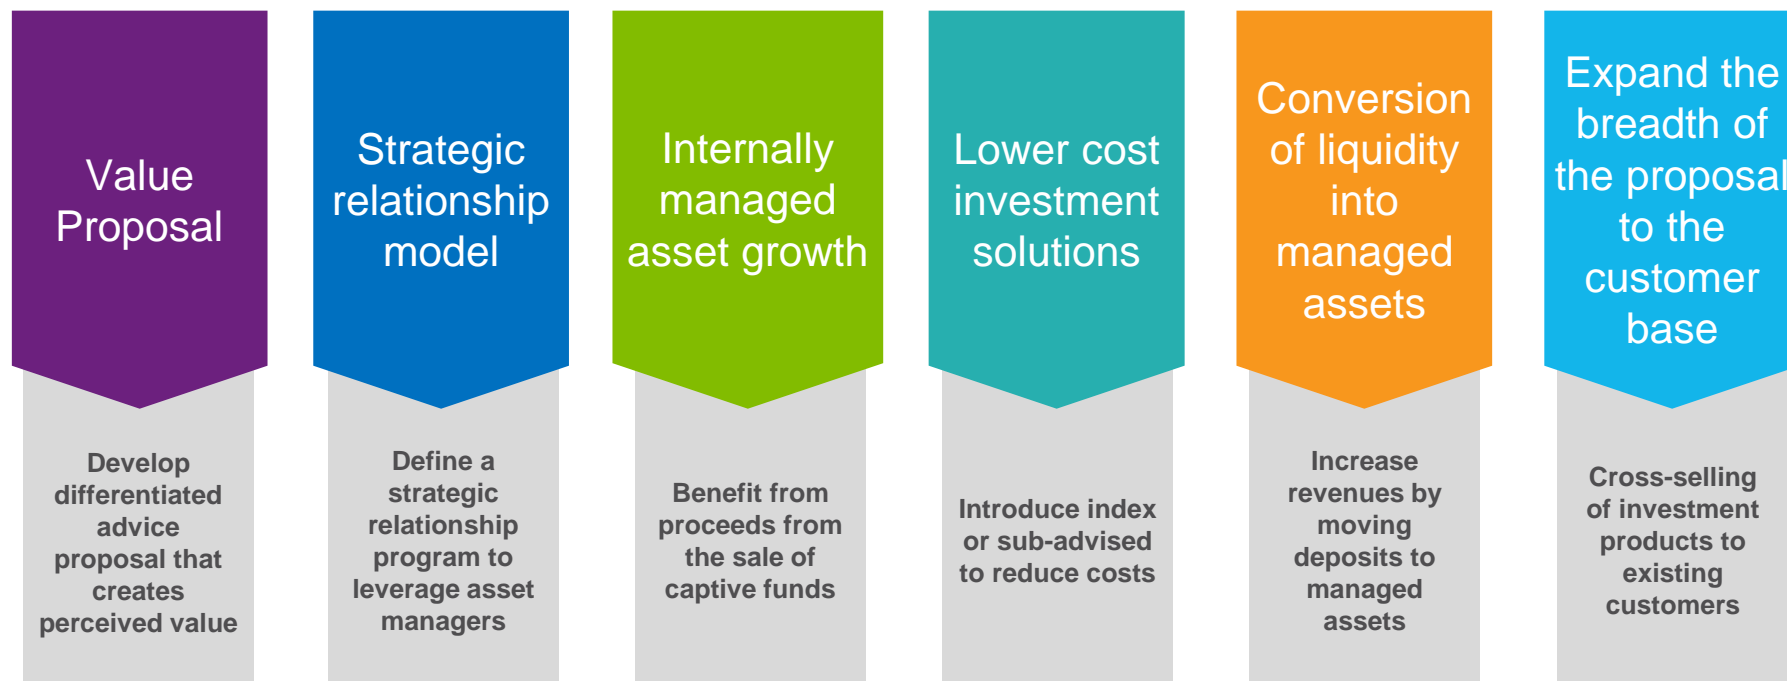 Value
Proposal
Develop
differentiated
advice
proposal that
creates
perceived value
Strategic
relationship
model
Define a
strategic
relationship
program to
leverage asset
managers
Internally
managed
asset growth
Benefit from
proceeds from
the sale of
captive funds
Lower cost
investment
solutions
Introduce index
or sub-advised
to reduce costs
Conversion
of liquidity
into
managed
assets
Increase
revenues by
moving
deposits to
managed
assets
Expand the
breadth of
the proposal
to the
customer
base
Cross-selling
of investment
products to
existing
customers